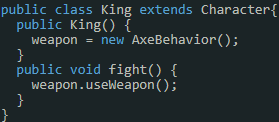 public class King extends Character{
  public King() {
    weapon = new AxeBehavior();
  }
  public void fight() {
    weapon.useWeapon();
  }
}